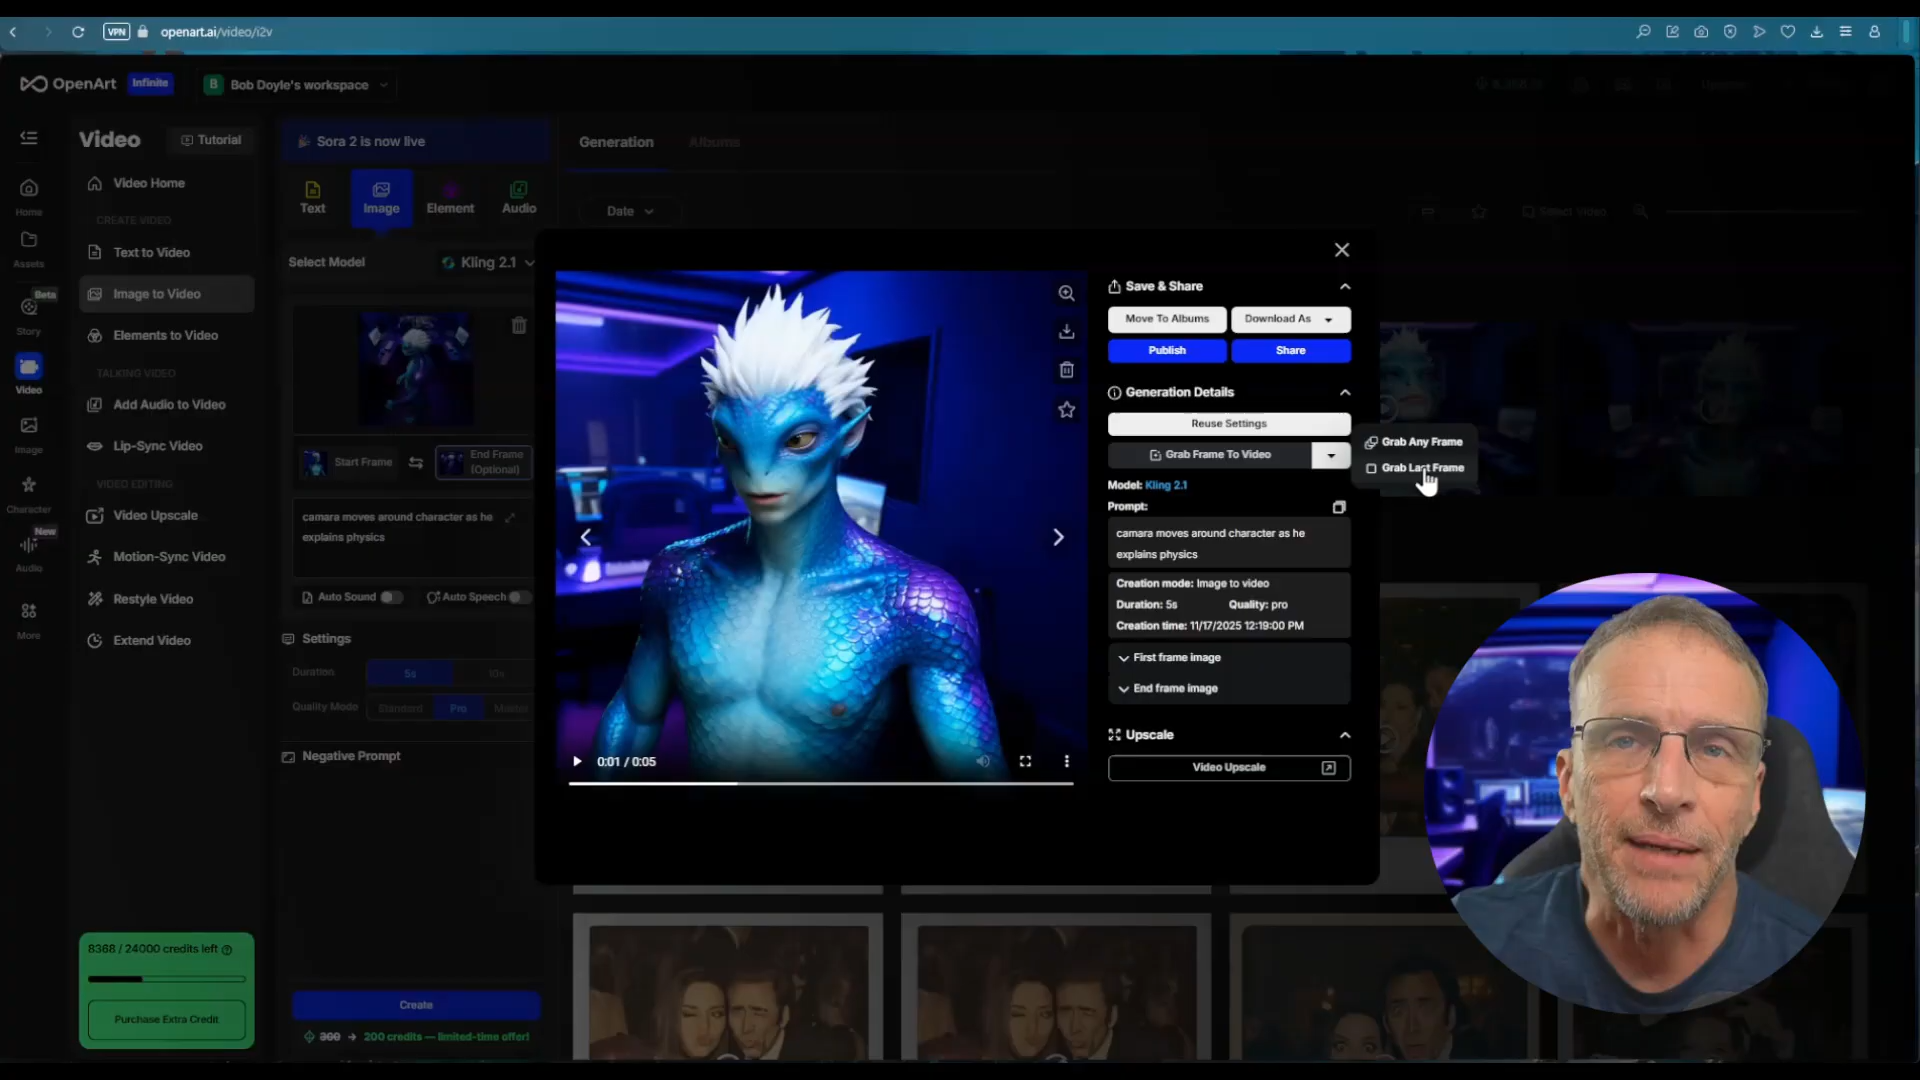 VPN
openart.ai/video/i2v
OpenArt
Infinite
B
Bob Doyle's workspace
Home
Assets
Beta
Story
Video
Image
Character
New
Audio
More
Video
Tutorial
Video Home
CREATE VIDEO
Text to Video
Image to Video
Elements to Video
TALKING VIDEO
Add Audio to Video
Lip-Sync Video
VIDEO EDITING
Video Upscale
Motion-Sync Video
Restyle Video
Extend Video
8368 / 24000 credits left
Purchase Extra Credit
Sora 2 is now live
Text
Image
Element
Audio
Select Model
Kling 2.1
Start Frame
End Frame
(Optional)
camara moves around character as he
explains physics
Auto Sound
Auto Speech
Settings
Duration
5s
10s
Quality Mode
Standard
Pro
Negative Prompt
Create
300 → 200 credits — limited-time offer!
Generation
Albums
Date
Select Video
0:01 / 0:05
Save & Share
Move To Albums
Download As
Publish
Share
Generation Details
Reuse Settings
Grab Frame To Video
Grab Any Frame
Grab Last Frame
Model: Kling 2.1
Prompt:
camara moves around character as he
explains physics
Creation mode: Image to video
Duration: 5s
Quality: pro
Creation time: 11/17/2025 12:19:00 PM
First frame image
End frame image
Upscale
Video Upscale